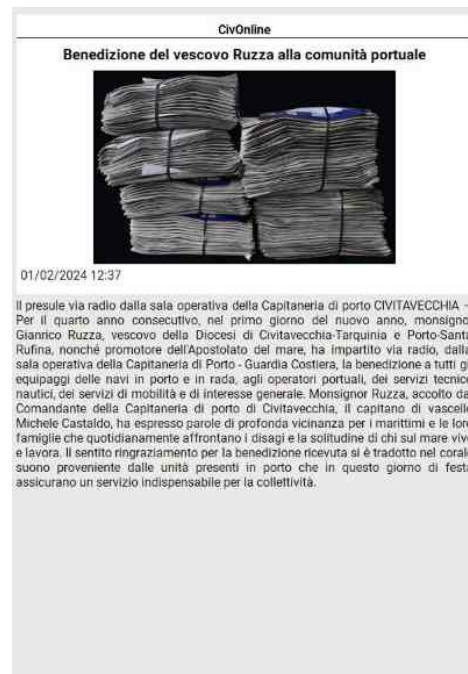 CivOnline
Benedizione del vescovo Ruzza alla comunità portuale
01/02/2024 12:37
Il presule via radio dalla sala operativa della Capitaneria di porto CIVITAVECCHIA –
Per il quarto anno consecutivo, nel primo giorno del nuovo anno, monsigno
Gianrico Ruzza, vescovo della Diocesi di Civitavecchia-Tarquinia e Porto-Santa
Rufina, nonché promotore dell'Apostolato del mare, ha impartito via radio, dalla
sala operativa della Capitaneria di Porto - Guardia Costiera, la benedizione a tutti gl
equipaggi delle navi in porto e in rada, agli operatori portuali, dei servizi tecnico
nautici, dei servizi di mobilità e di interesse generale. Monsignor Ruzza, accolto da
Comandante della Capitaneria di porto di Civitavecchia, il capitano di vascello
Michele Castaldo, ha espresso parole di profonda vicinanza per i marittimi e le loro
famiglie che quotidianamente affrontano i disagi e la solitudine di chi sul mare vive
e lavora. Il sentito ringraziamento per la benedizione ricevuta si è tradotto nel corale
suono proveniente dalle unità presenti in porto che in questo giorno di festa
assicurano un servizio indispensabile per la collettività.